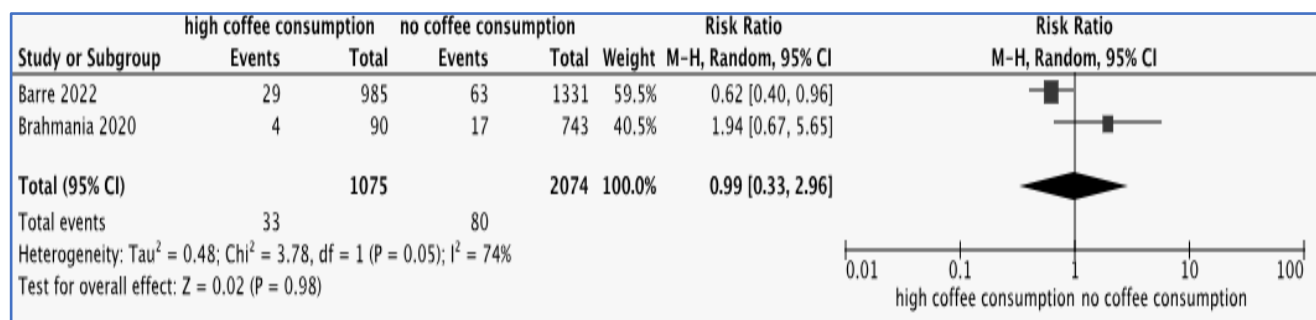 high coffee consumption no coffee consumption Risk Ratio Risk Ratio
Study or Subgroup Events Total Events Total Weight M-H, Random, 95% CI M-H, Random, 95% CI
Barre 2022 29 985 63 1331 59.5% 0.62 [0.40, 0.96]
Brahmania 2020 4 90 17 743 40.5% 1.94 [0.67, 5.65]
Total (95% CI) 1075 2074 100.0% 0.99 [0.33, 2.96]
Total events 33 80
Heterogeneity: Tau² = 0.48; Chi² = 3.78, df = 1 (P = 0.05); I² = 74%
Test for overall effect: Z = 0.02 (P = 0.98)
0.01 0.1 1 10 100
high coffee consumption no coffee consumption